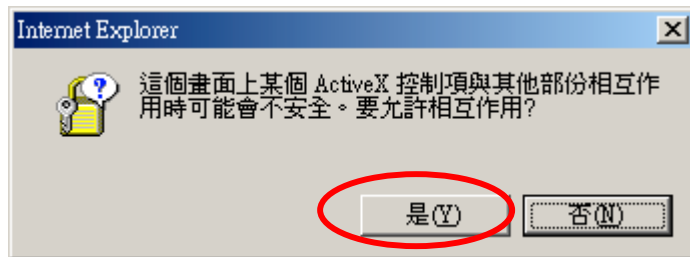 Internet Explorer
這個畫面上某個 ActiveX 控制項與其他部份相互作
用時可能會不安全。要允許相互作用?
是(Y)
否(N)